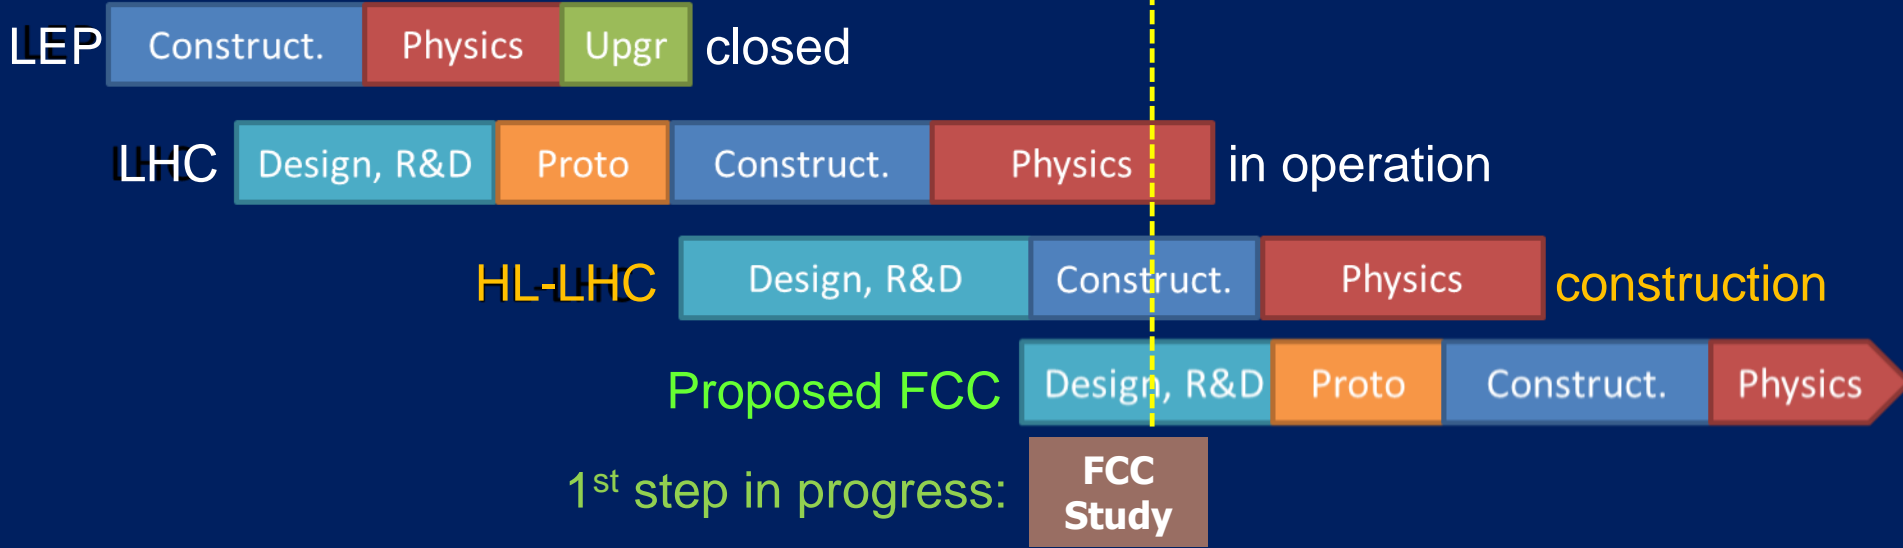 LEP Construct. Physics Upgr closed
LHC Design, R&D Proto Construct. Physics in operation
HL-LHC Design, R&D Construct. Physics construction
Proposed FCC Design, R&D Proto Construct. Physics
1st step in progress: FCC
Study